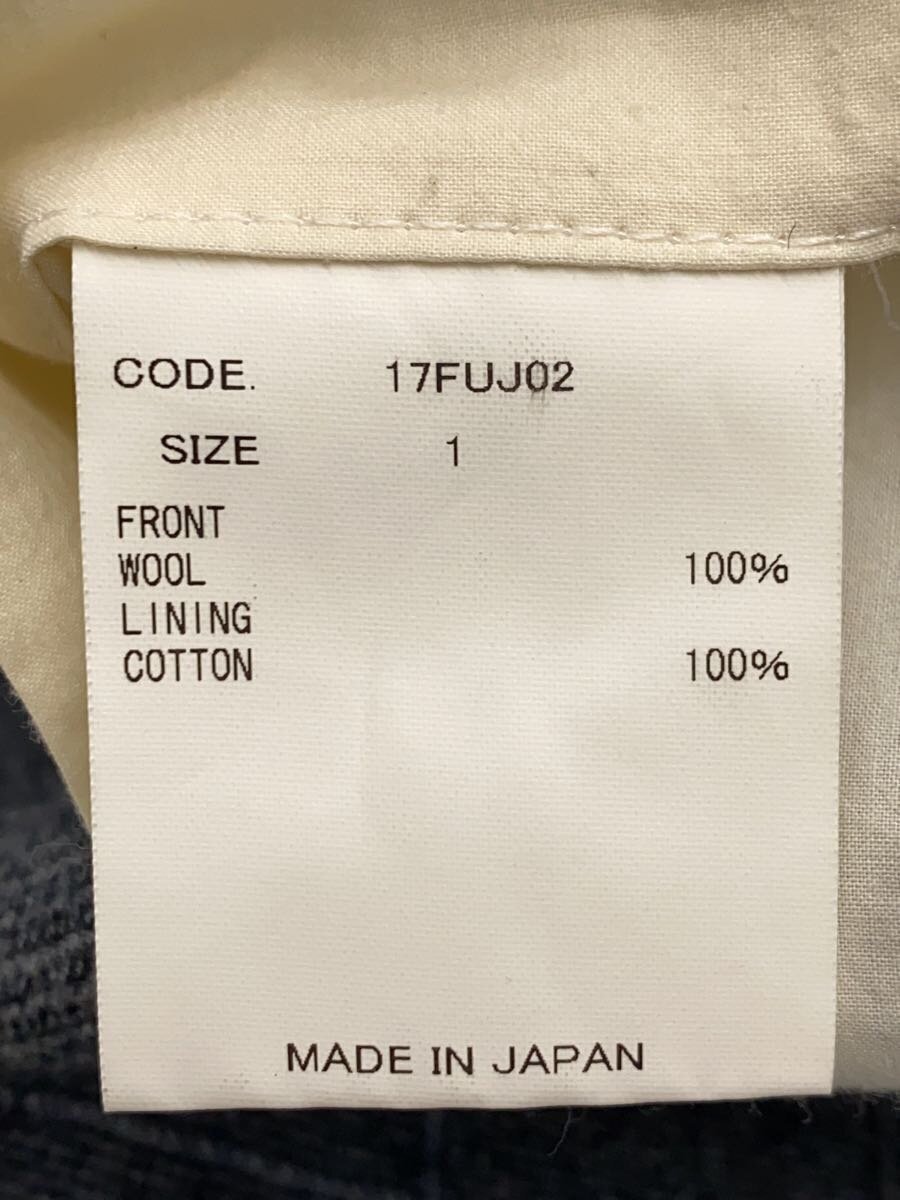 CODE. 17FUJ02
SIZE 1
FRONT
WOOL 100%
LINING
COTTON 100%
MADE IN JAPAN